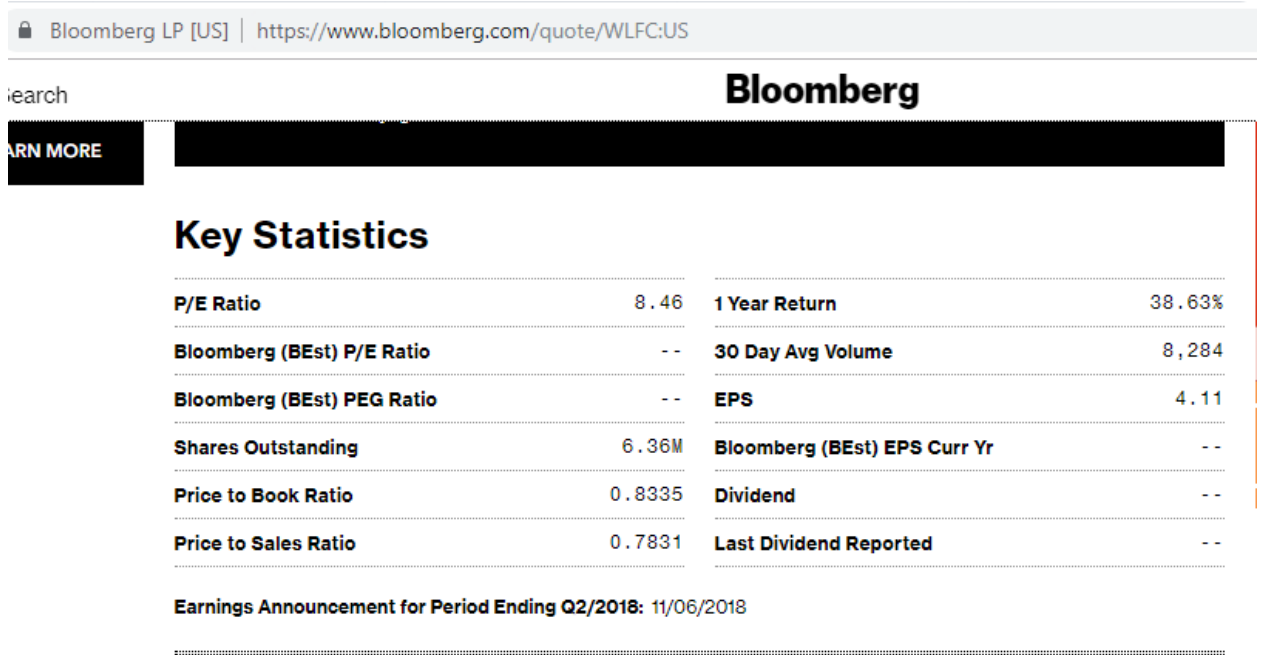 Bloomberg LP [US] | https://www.bloomberg.com/quote/WLFC:US
Search
Bloomberg
ARN MORE
Key Statistics
P/E Ratio 8.46 1 Year Return 38.63%
Bloomberg (BEst) P/E Ratio -- 30 Day Avg Volume 8,284
Bloomberg (BEst) PEG Ratio -- EPS 4.11
Shares Outstanding 6.36M Bloomberg (BEst) EPS Curr Yr --
Price to Book Ratio 0.8335 Dividend --
Price to Sales Ratio 0.7831 Last Dividend Reported --
Earnings Announcement for Period Ending Q2/2018: 11/06/2018